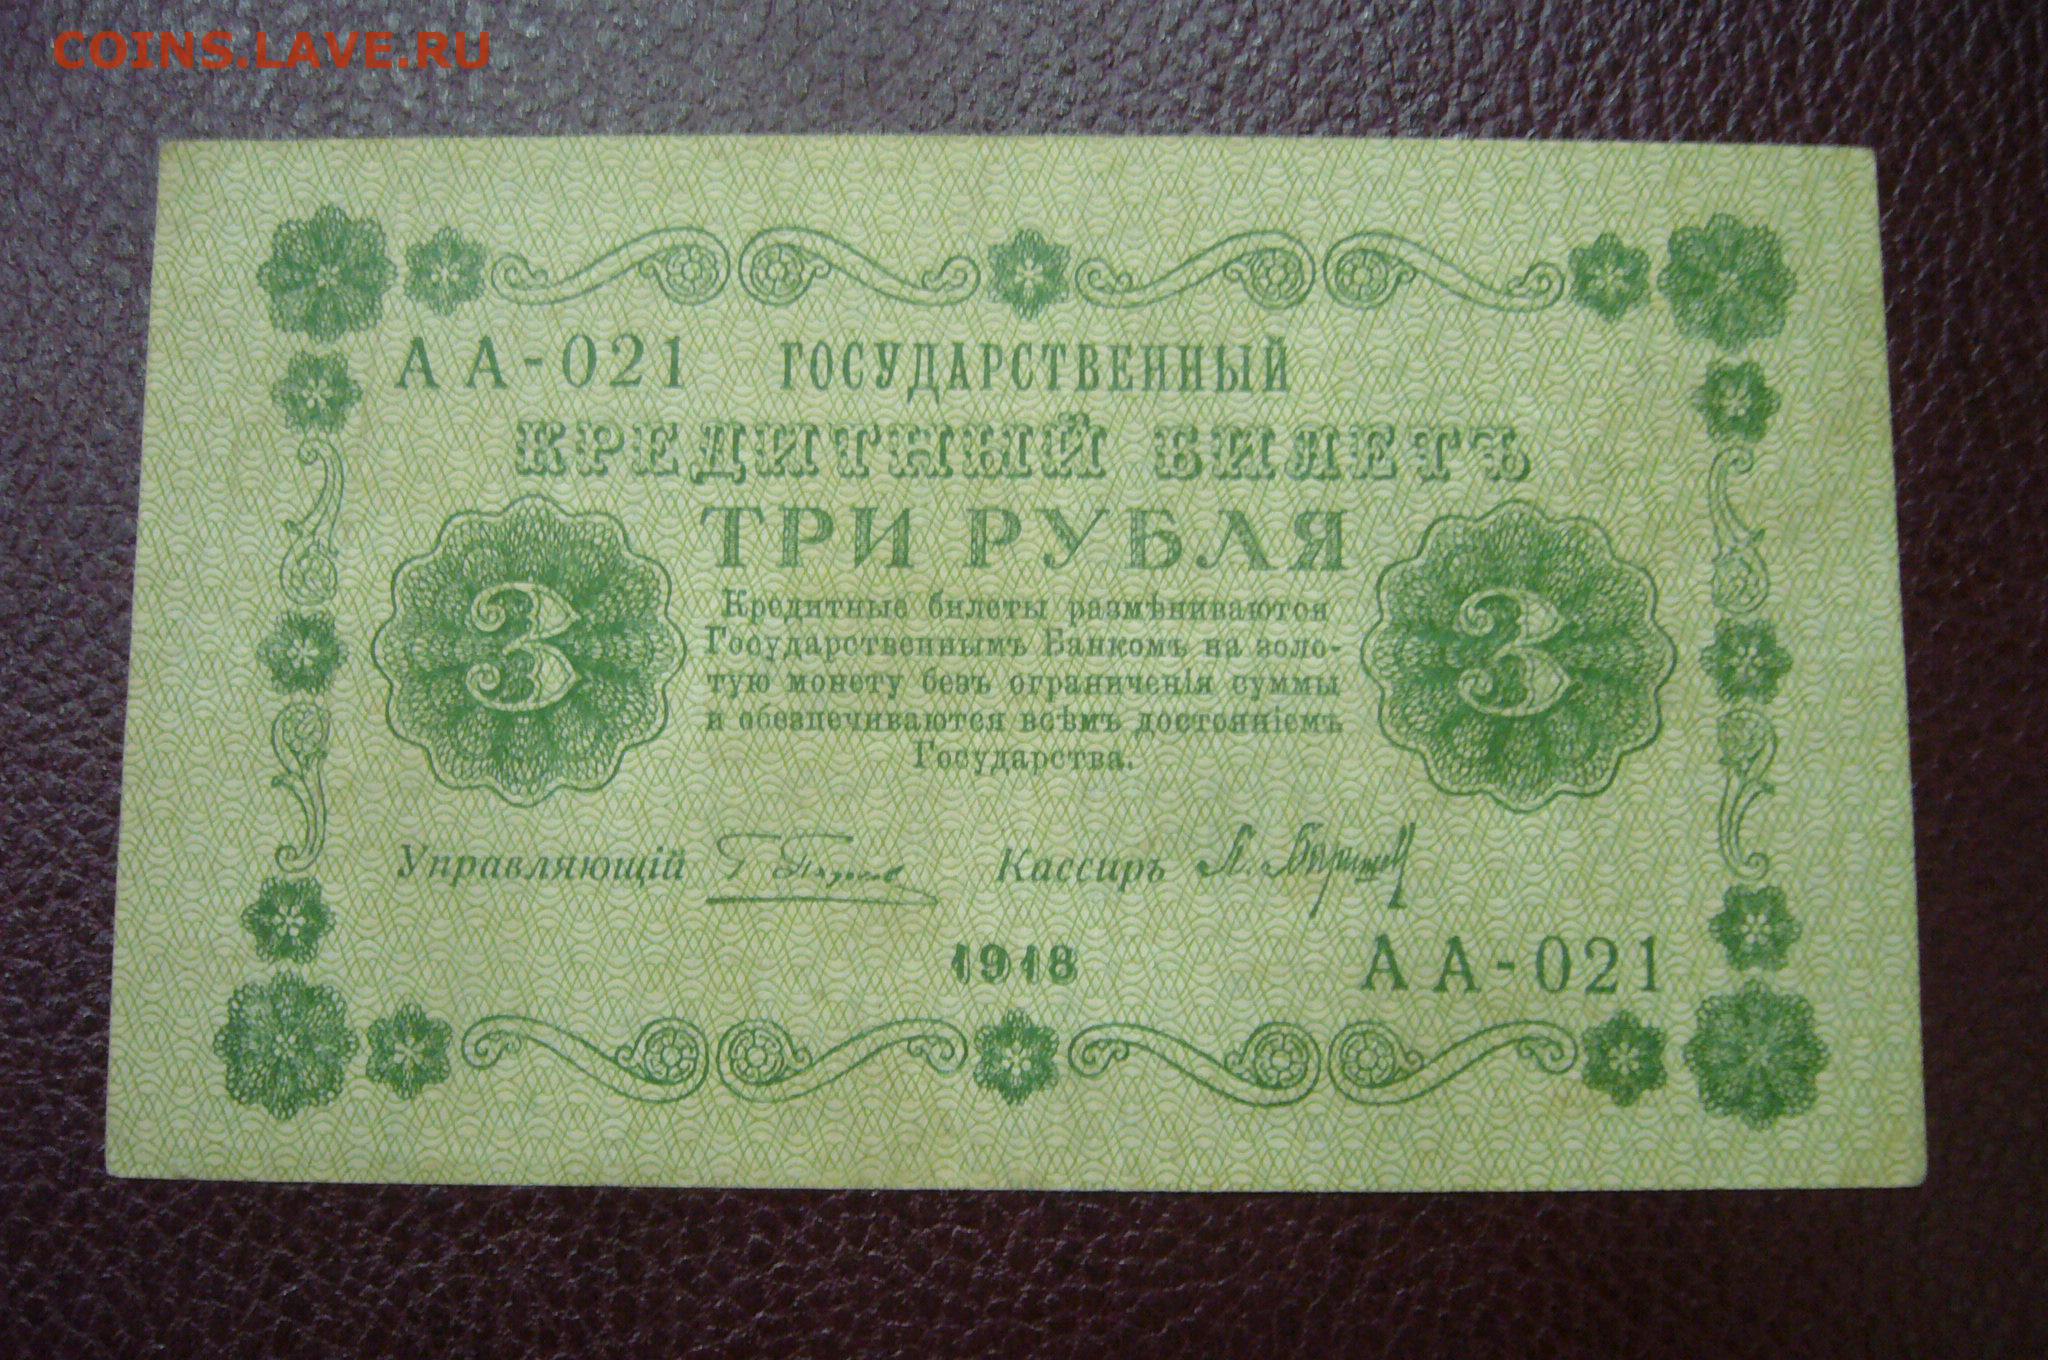 COINS.LAVE.RU
АА-021 ГОСУДАРСТВЕННЫЙ
КРЕДИТНЫЙ БИЛЕТЪ
ТРИ РУБЛЯ
3 3
Кредитные билеты размѣниваются
Государственнымъ Банкомъ на золо-
тую монету безъ ограниченія суммы
и обезпечиваются всѣмъ достояніемъ
Государства.
Управляющій Кассиръ
1918
АА-021